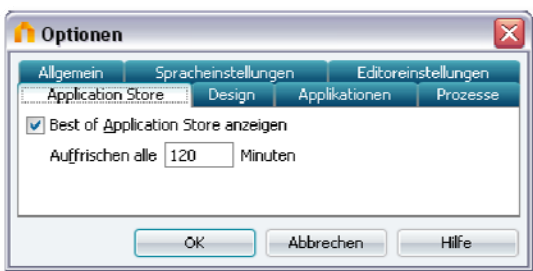 Optionen
Allgemein Spracheinstellungen Editoreinstellungen
Application Store Design Applikationen Prozesse
Best of Application Store anzeigen
Auffrischen alle 120 Minuten
OK Abbrechen Hilfe